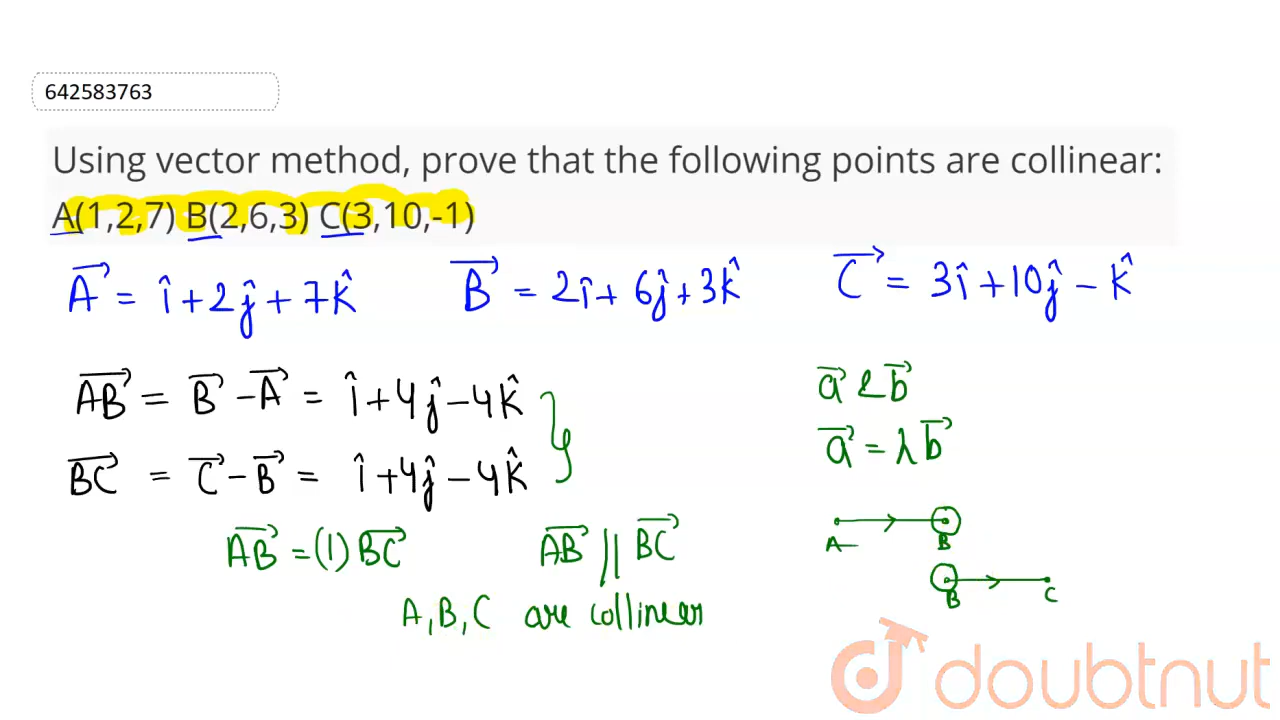 642583763
Using vector method, prove that the following points are collinear:
A(1,2,7) B(2,6,3) C(3,10,-1)
A⃗ = î + 2ĵ + 7k̂    B⃗ = 2î + 6ĵ + 3k̂    C⃗ = 3î + 10ĵ − k̂
AB⃗ = B⃗ − A⃗ = î + 4ĵ − 4k̂
BC⃗ = C⃗ − B⃗ = î + 4ĵ − 4k̂
AB⃗ = (1) BC⃗    AB⃗ || BC⃗
A, B, C are collinear
a⃗ & b⃗
a⃗ = λ b⃗
A B
B C
doubtnut